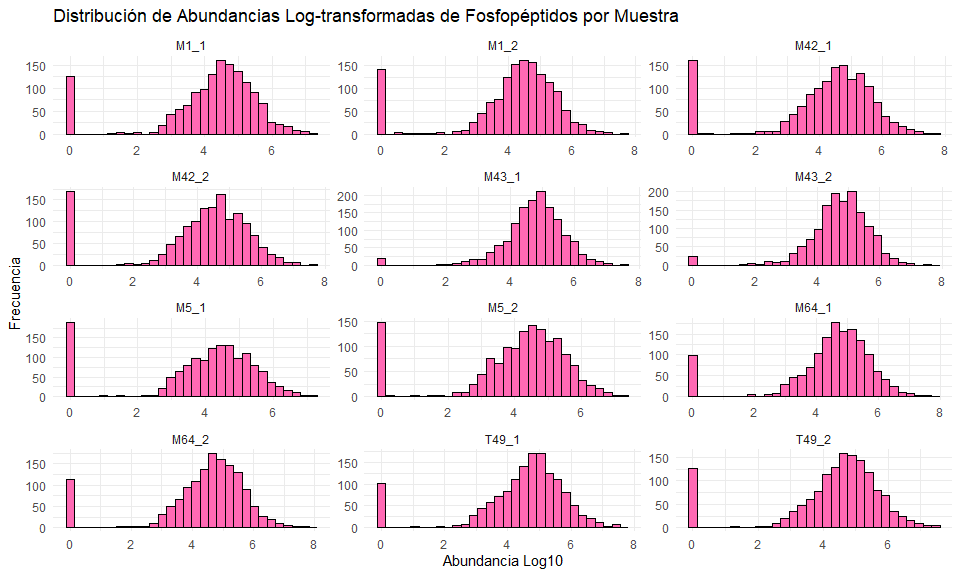 Distribución de Abundancias Log-transformadas de Fosfopéptidos por Muestra
M1_1 M1_2 M42_1
150 150 150
100 100 100
50 50 50
0 0 0
0 2 4 6 0 2 4 6 8 0 2 4 6 8
M42_2 M43_1 M43_2
150 200 200
100 150 150
50 100 100
0 50 50
0 0
0 2 4 6 8 0 2 4 6 8 0 2 4 6 8
M5_1 M5_2 M64_1
150 150 150
100 100 100
50 50 50
0 0 0
0 2 4 6 0 2 4 6 0 2 4 6 8
M64_2 T49_1 T49_2
150 150 150
100 100 100
50 50 50
0 0 0
0 2 4 6 8 0 2 4 6 8 0 2 4 6
Frecuencia
Abundancia Log10